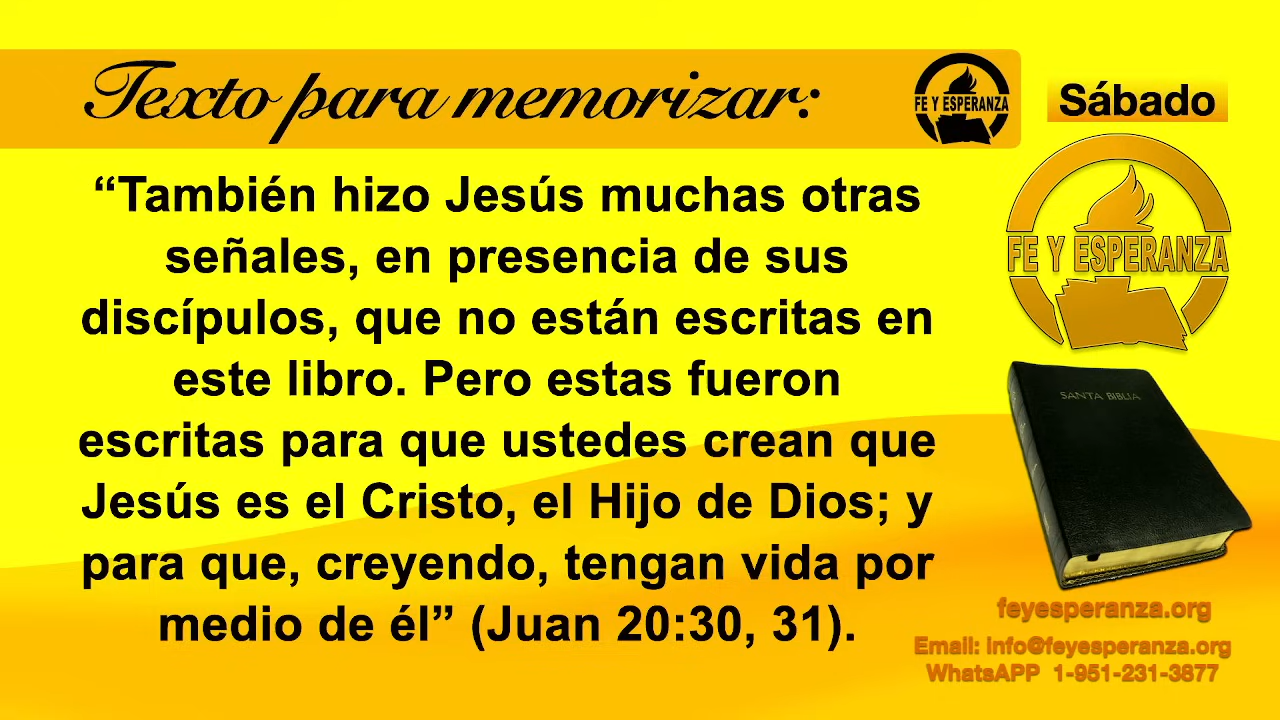 Texto para memorizar:
FE Y ESPERANZA
Sábado
“También hizo Jesús muchas otras
señales, en presencia de sus
discípulos, que no están escritas en
este libro. Pero estas fueron
escritas para que ustedes crean que
Jesús es el Cristo, el Hijo de Dios; y
para que, creyendo, tengan vida por
medio de él” (Juan 20:30, 31).
FE Y ESPERANZA
SANTA BIBLIA
feyesperanza.org
Email: info@feyesperanza.org
WhatsAPP 1-951-231-3877